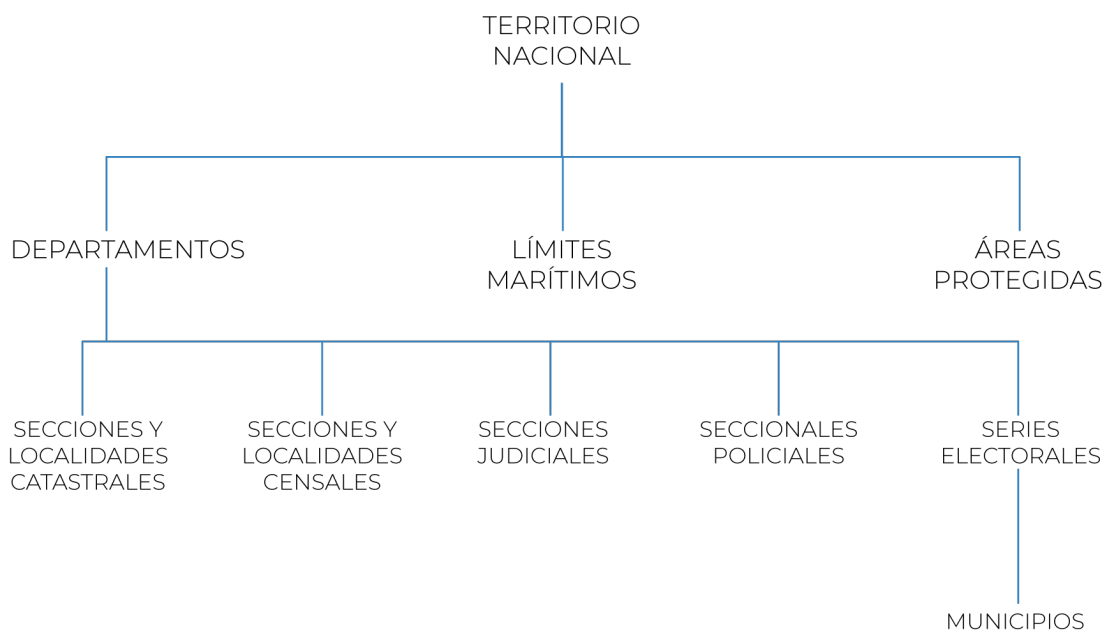 TERRITORIO
NACIONAL
DEPARTAMENTOS
LÍMITES
MARÍTIMOS
ÁREAS
PROTEGIDAS
SECCIONES Y
LOCALIDADES
CATASTRALES
SECCIONES Y
LOCALIDADES
CENSALES
SECCIONES
JUDICIALES
SECCIONALES
POLICIALES
SERIES
ELECTORALES
MUNICIPIOS